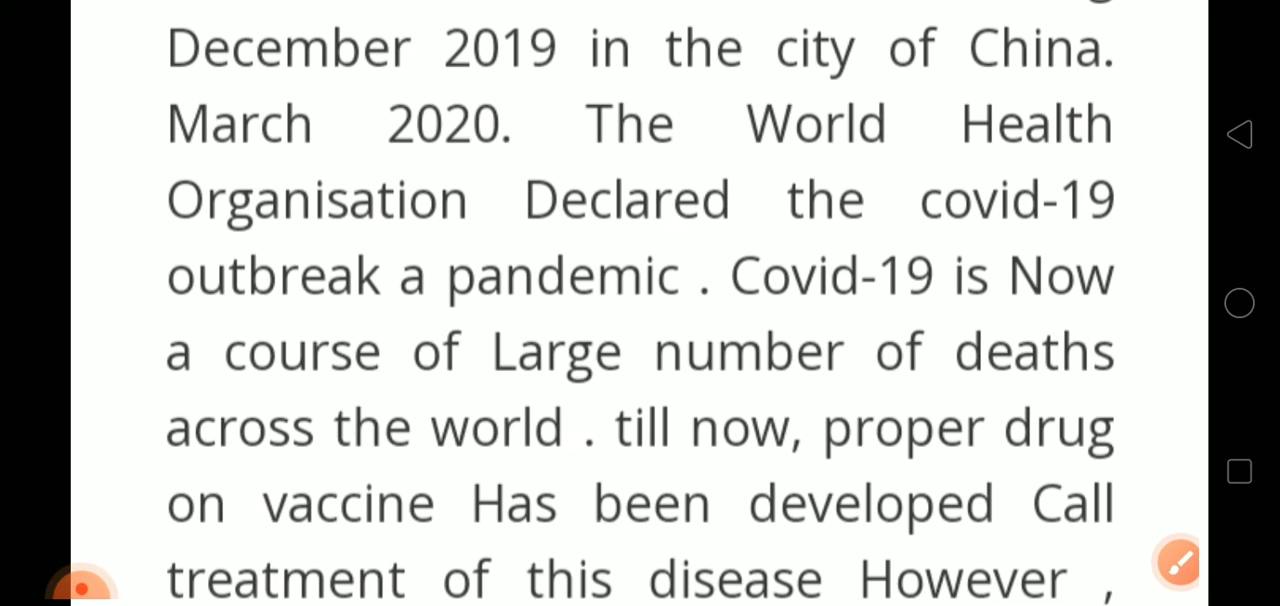 December 2019 in the city of China.
March 2020. The World Health
Organisation Declared the covid-19
outbreak a pandemic . Covid-19 is Now
a course of Large number of deaths
across the world . till now, proper drug
on vaccine Has been developed Call
treatment of this disease However ,